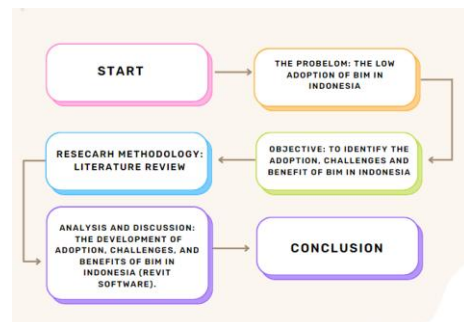 START
THE PROBELOM: THE LOW
ADOPTION OF BIM IN
INDONESIA
OBJECTIVE: TO IDENTIFY THE
ADOPTION, CHALLENGES AND
BENEFIT OF BIM IN INDONESIA
RESECARH METHODOLOGY:
LITERATURE REVIEW
ANALYSIS AND DISCUSSION:
THE DEVELOPMENT OF
ADOPTION, CHALLENGES, AND
BENEFITS OF BIM IN
INDONESIA (REVIT
SOFTWARE).
CONCLUSION